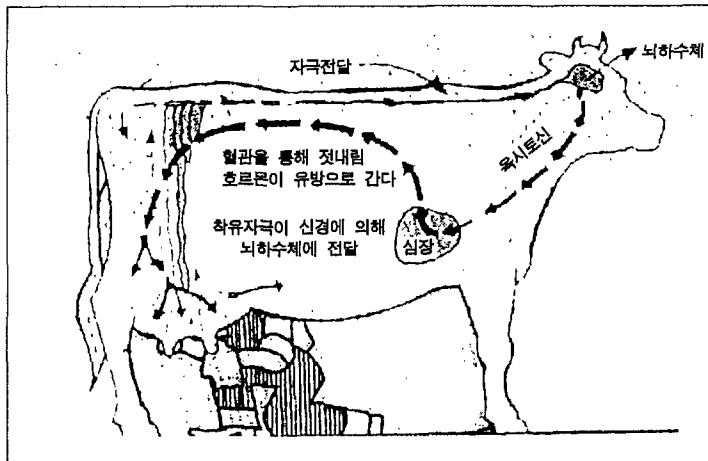 자극전달
뇌하수체
옥시토신
혈관을 통해 젓내림
호르몬이 유방으로 간다
착유자극이 신경에 의해
뇌하수체에 전달
심장